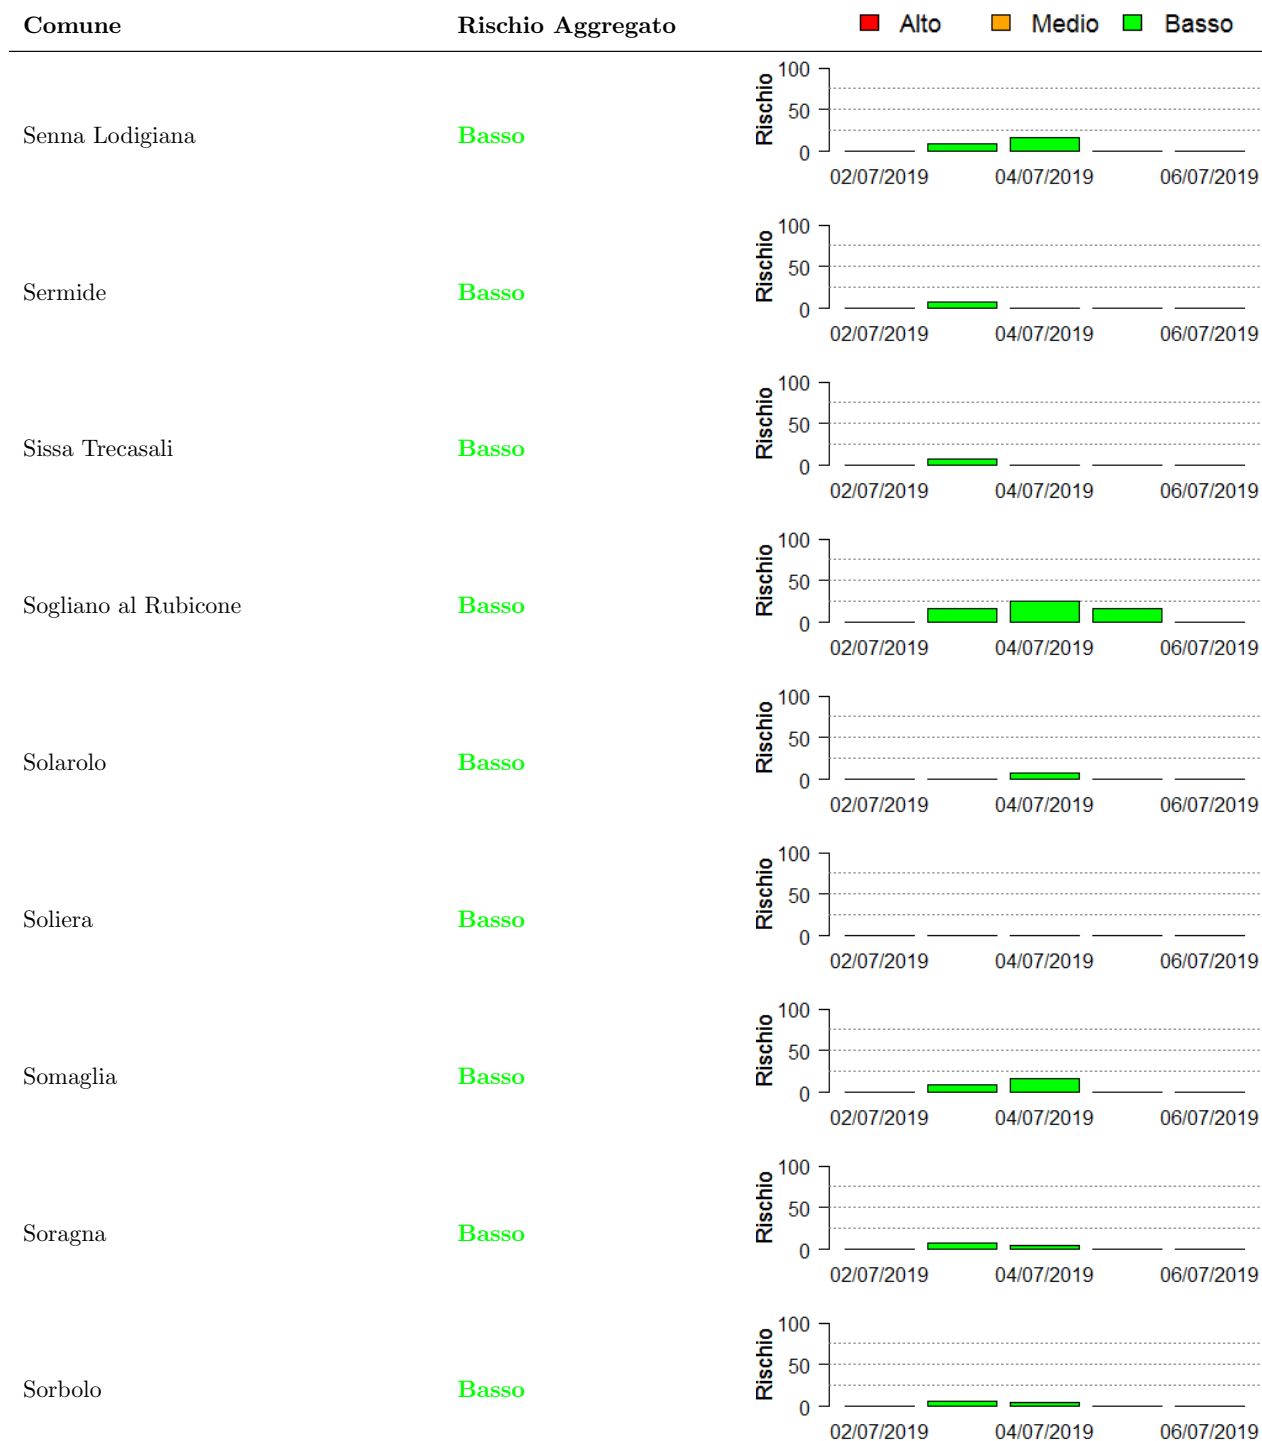 Comune Rischio Aggregato Alto Medio Basso
Senna Lodigiana Basso Rischio 100 50 0
02/07/2019 04/07/2019 06/07/2019
Sermide Basso Rischio 100 50 0
02/07/2019 04/07/2019 06/07/2019
Sissa Trecasali Basso Rischio 100 50 0
02/07/2019 04/07/2019 06/07/2019
Sogliano al Rubicone Basso Rischio 100 50 0
02/07/2019 04/07/2019 06/07/2019
Solarolo Basso Rischio 100 50 0
02/07/2019 04/07/2019 06/07/2019
Soliera Basso Rischio 100 50 0
02/07/2019 04/07/2019 06/07/2019
Somaglia Basso Rischio 100 50 0
02/07/2019 04/07/2019 06/07/2019
Soragna Basso Rischio 100 50 0
02/07/2019 04/07/2019 06/07/2019
Sorbolo Basso Rischio 100 50 0
02/07/2019 04/07/2019 06/07/2019